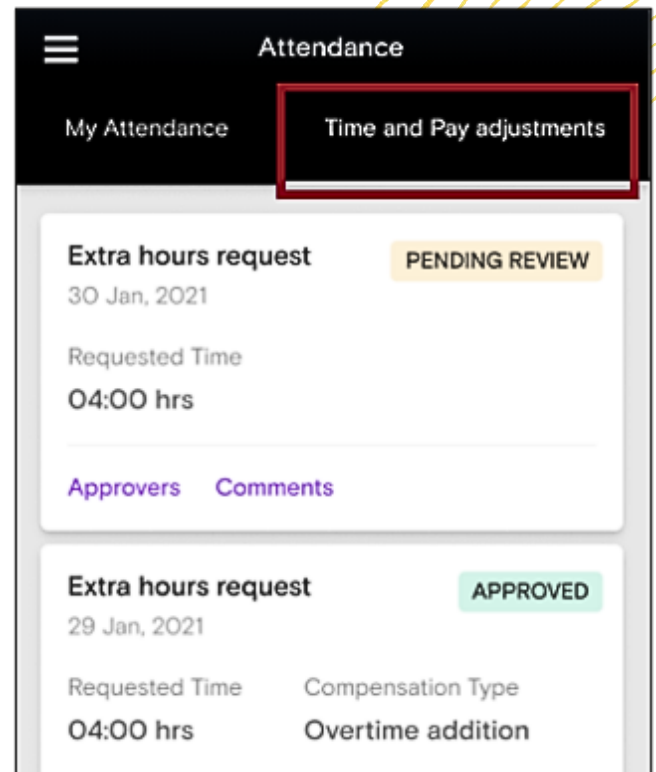 Attendance
My Attendance Time and Pay adjustments
Extra hours request PENDING REVIEW
30 Jan, 2021
Requested Time
04:00 hrs
Approvers Comments
Extra hours request APPROVED
29 Jan, 2021
Requested Time Compensation Type
04:00 hrs Overtime addition